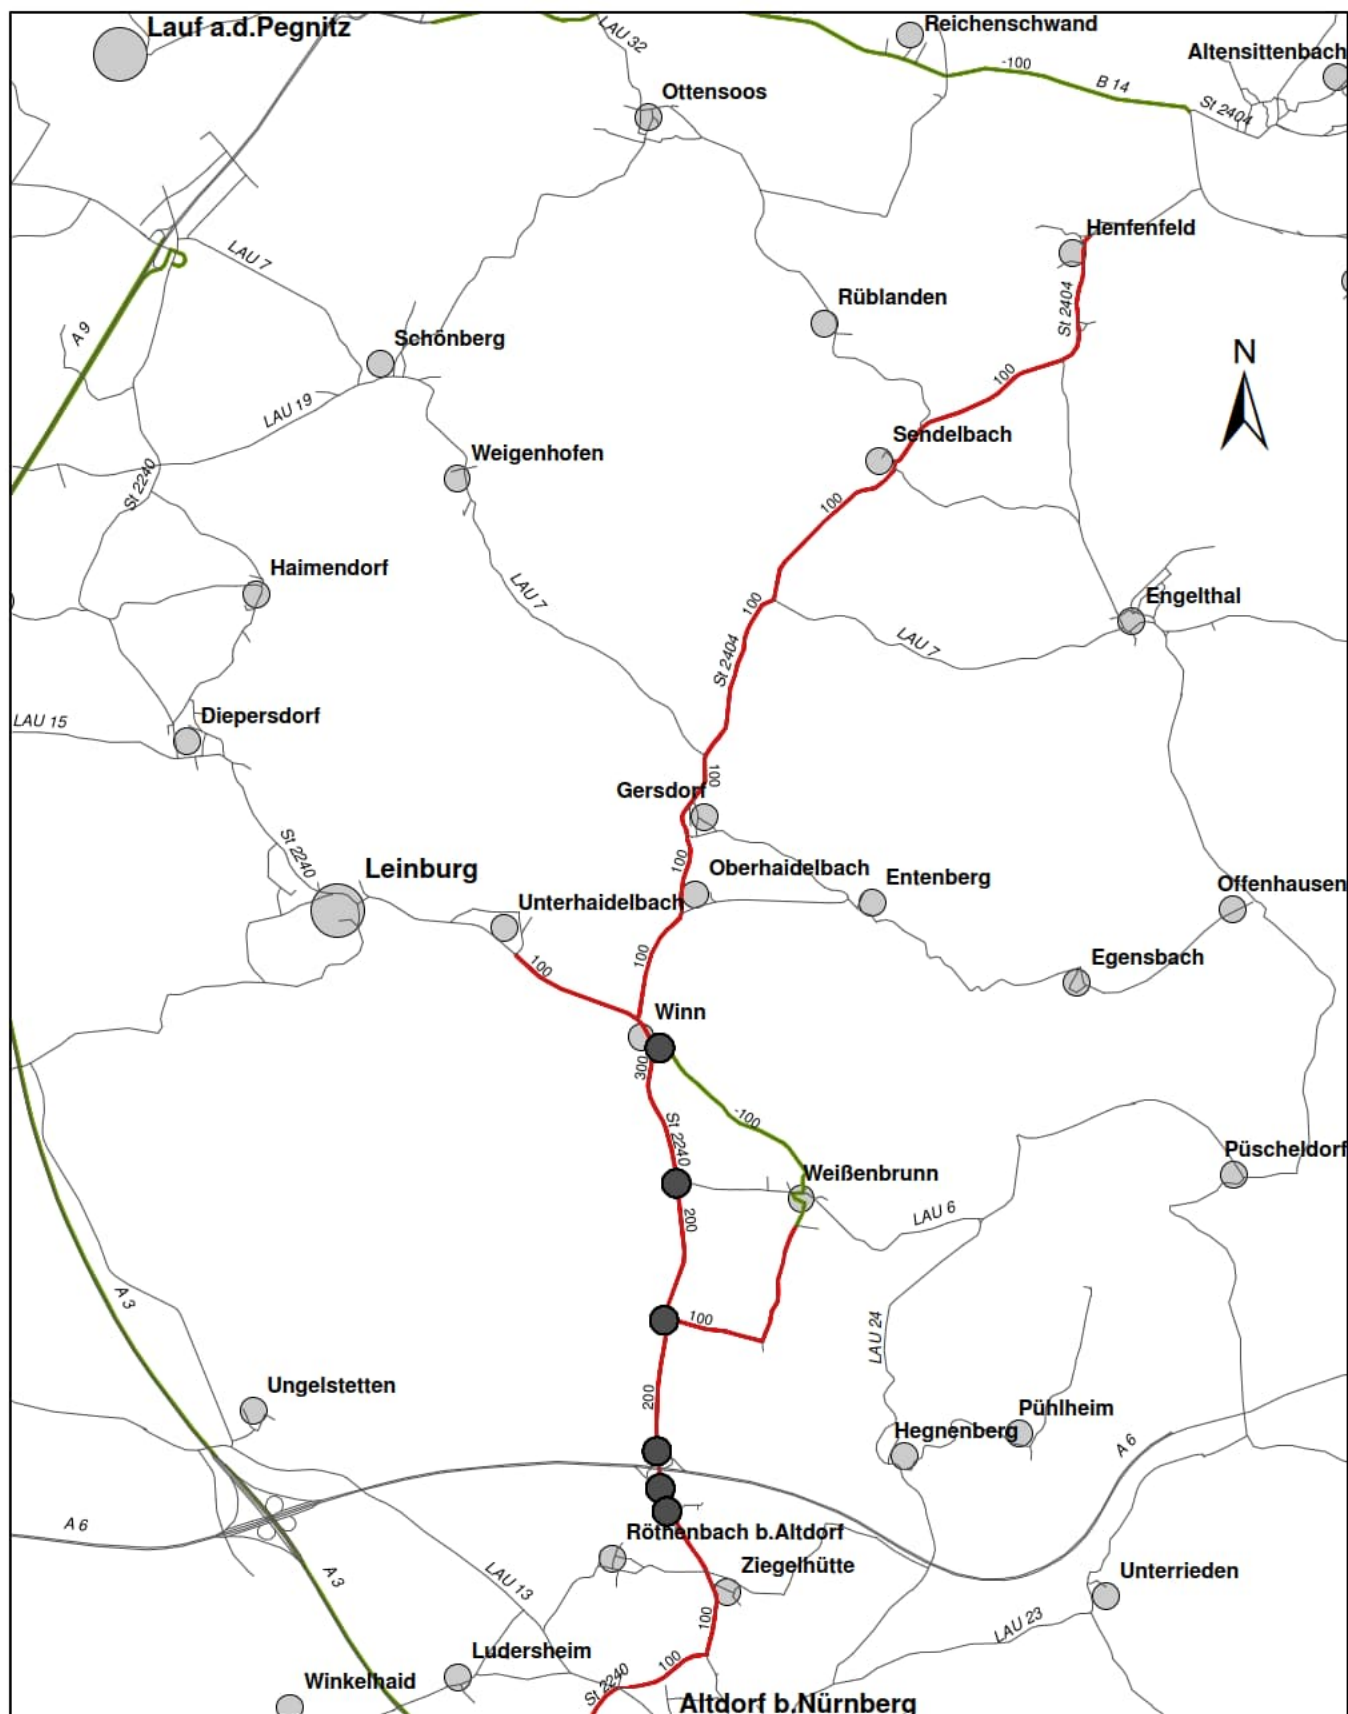 Lauf a.d.Pegnitz
LAU 32
Reichenschwand
Altensittenbach
-100
B 14
St 2404
Ottensoos
Henfenfeld
LAU 7
Rüblanden
St 2404
A 9
Schönberg
N
100
LAU 19
Sendelbach
Weigenhofen
St 2240
100
Haimendorf
LAU 7
100
Engelthal
LAU 7
St 2404
LAU 15
Diepersdorf
100
Gersdorf
St 2240
100
Leinburg
Oberhaidelbach
Entenberg
Offenhausen
Unterhaidelbach
100
100
Egensbach
Winn
300
-100
St 2240
Weißenbrunn
Püscheldorf
200
LAU 6
A 3
100
LAU 24
Ungelstetten
200
Pühlheim
Hegnenberg
A 6
A 6
Röthenbach b.Altdorf
Ziegelhütte
A 3
LAU 13
Unterrieden
100
LAU 23
Ludersheim
100
St 2240
Winkelhaid
Altdorf b.Nürnberg